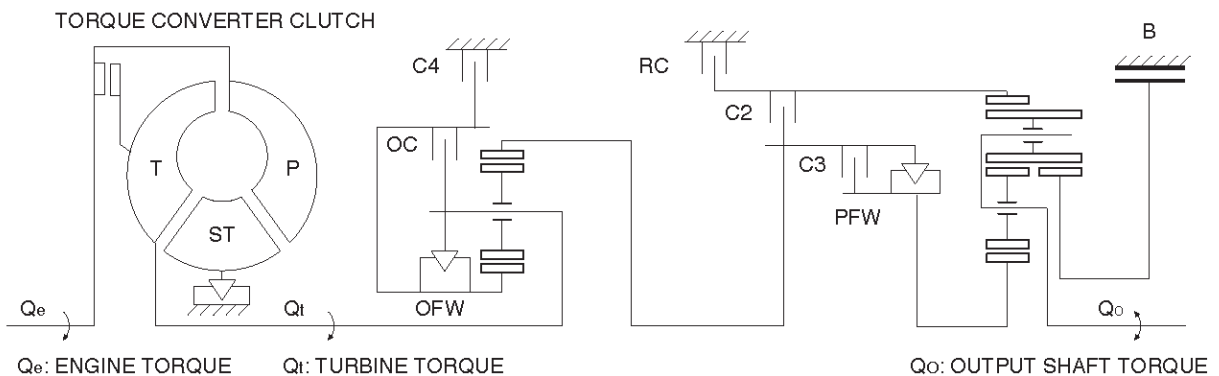 TORQUE CONVERTER CLUTCH
B
C4
RC
C2
OC
C3
T
P
PFW
ST
OFW
Qe
Qt
Qo
Qe: ENGINE TORQUE
Qt: TURBINE TORQUE
Qo: OUTPUT SHAFT TORQUE